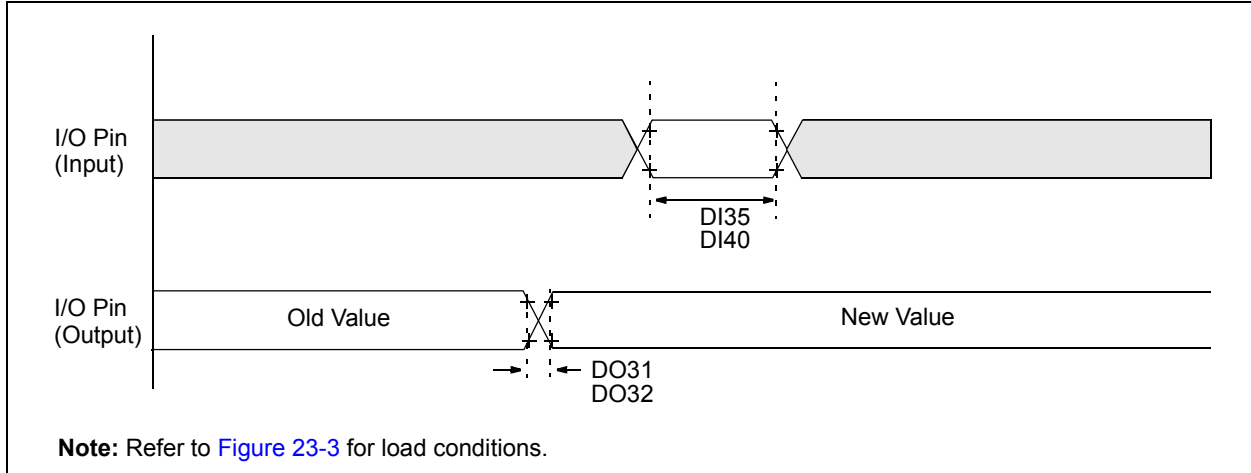 I/O Pin
(Input)
DI35
DI40
I/O Pin
(Output)
Old Value
New Value
DO31
DO32
Note: Refer to Figure 23-3 for load conditions.